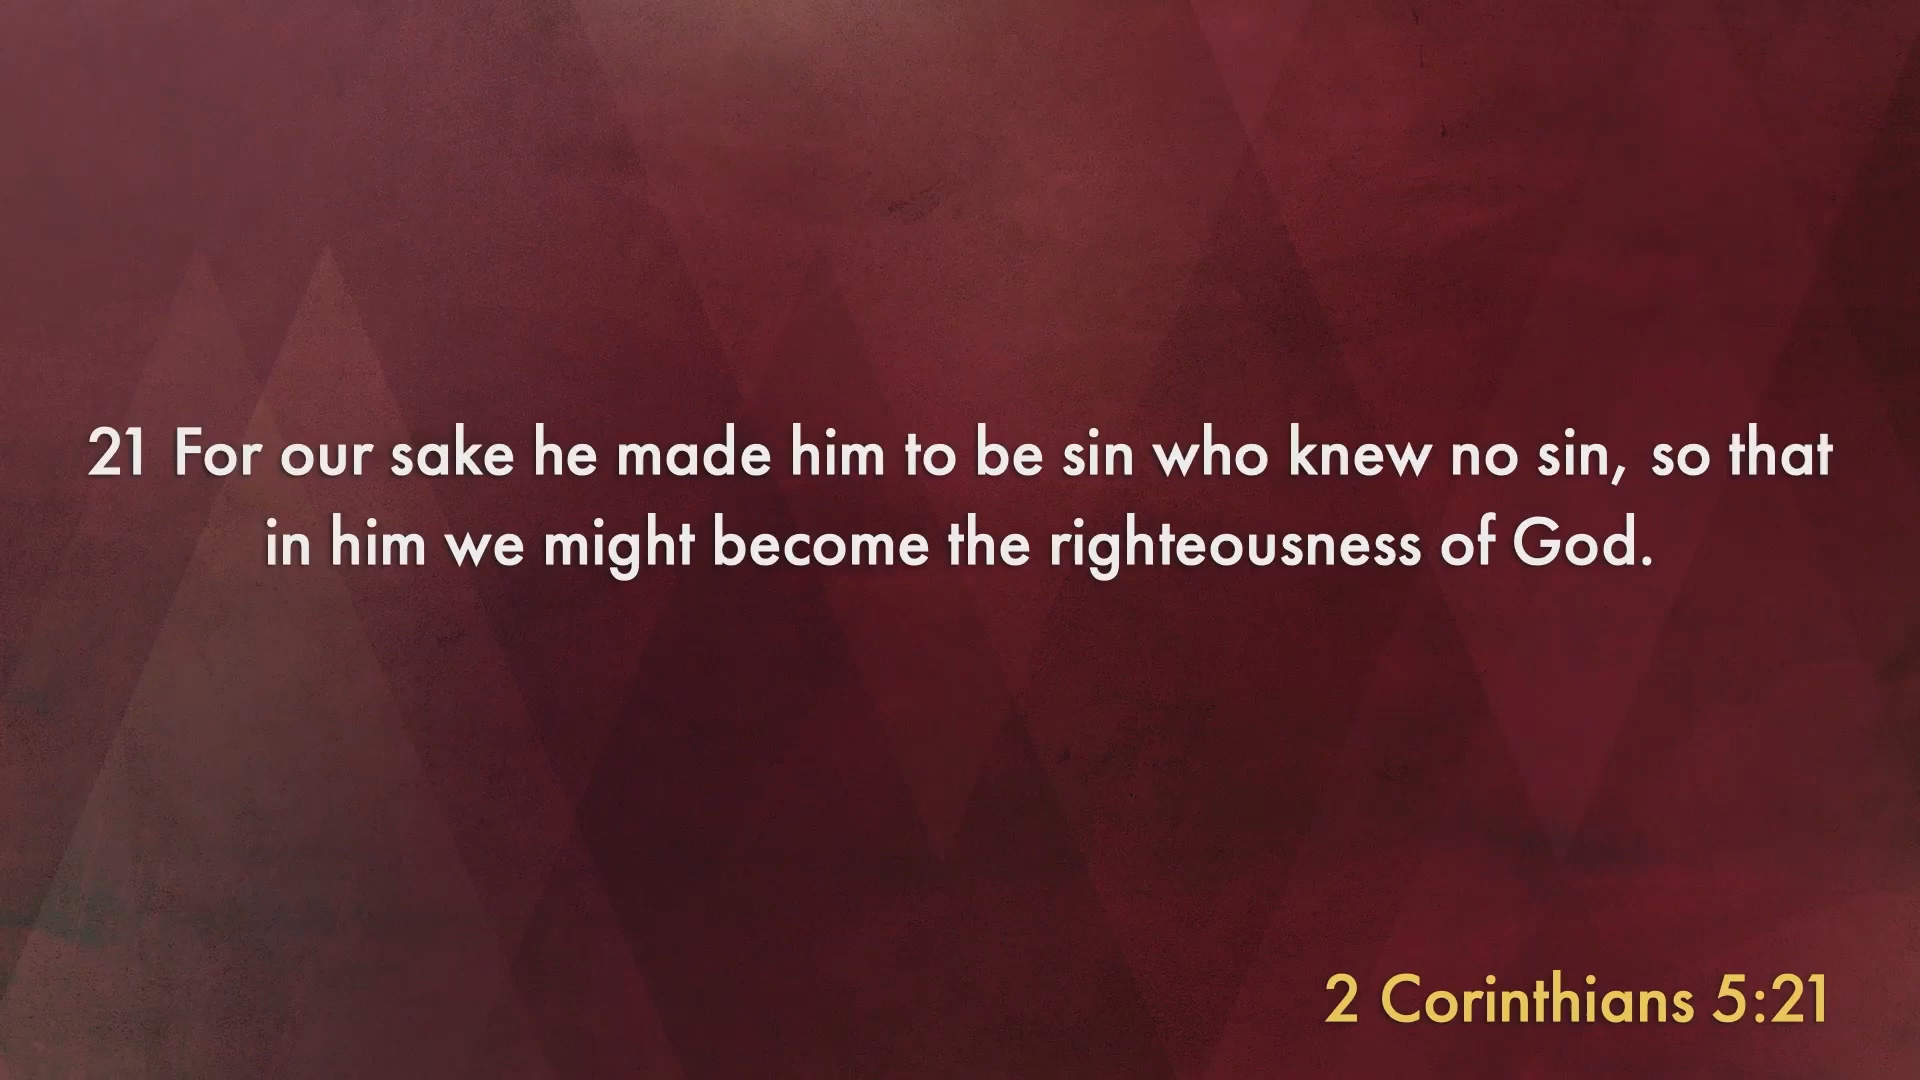 21 For our sake he made him to be sin who knew no sin, so that
in him we might become the righteousness of God.
2 Corinthians 5:21